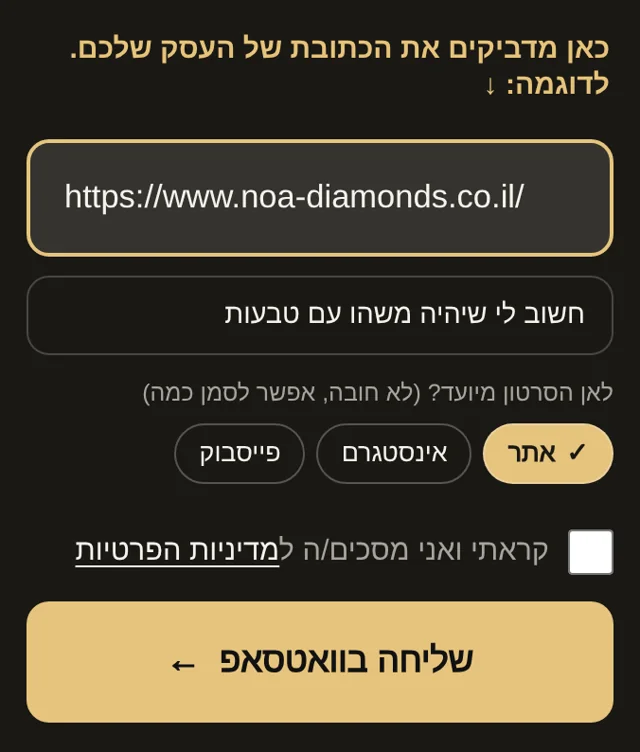 כאן מדביקים את הכתובת של העסק שלכם.
לדוגמה: ↓
https://www.noa-diamonds.co.il/
חשוב לי שיהיה משהו עם טבעות
לאן הסרטון מיועד? (לא חובה, אפשר לסמן כמה)
✓ אתר אינסטגרם פייסבוק
קראתי ואני מסכים/ה למדיניות הפרטיות
שליחה בוואטסאפ ←